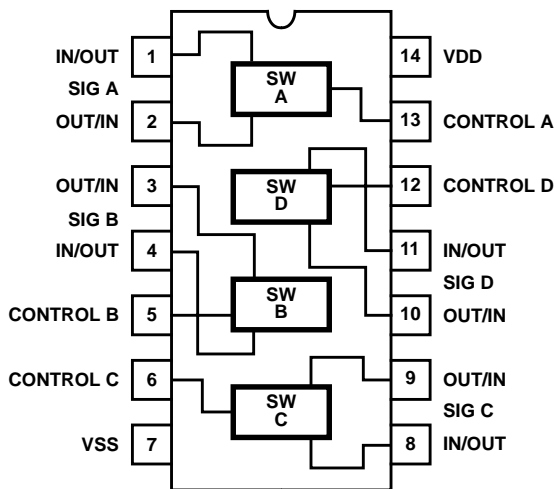 IN/OUT 1
SIG A
OUT/IN 2
OUT/IN 3
SIG B
IN/OUT 4
CONTROL B 5
CONTROL C 6
VSS 7
SW
A
SW
D
SW
B
SW
C
14 VDD
13 CONTROL A
12 CONTROL D
11 IN/OUT
SIG D
10 OUT/IN
9 OUT/IN
SIG C
8 IN/OUT